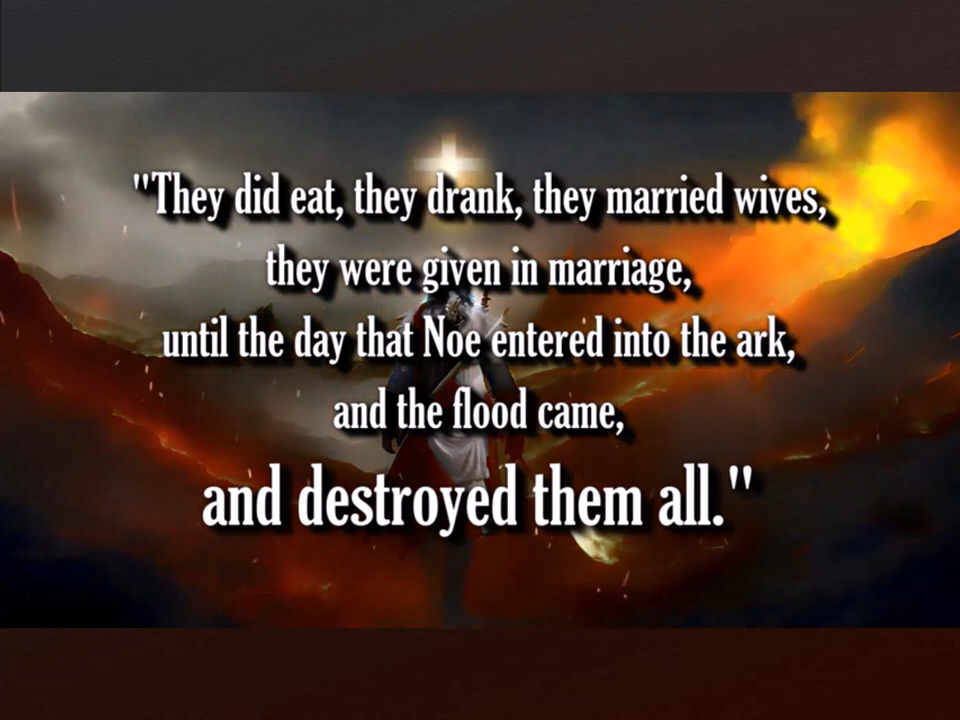 "They did eat, they drank, they married wives,
they were given in marriage,
until the day that Noe entered into the ark,
and the flood came,
and destroyed them all."